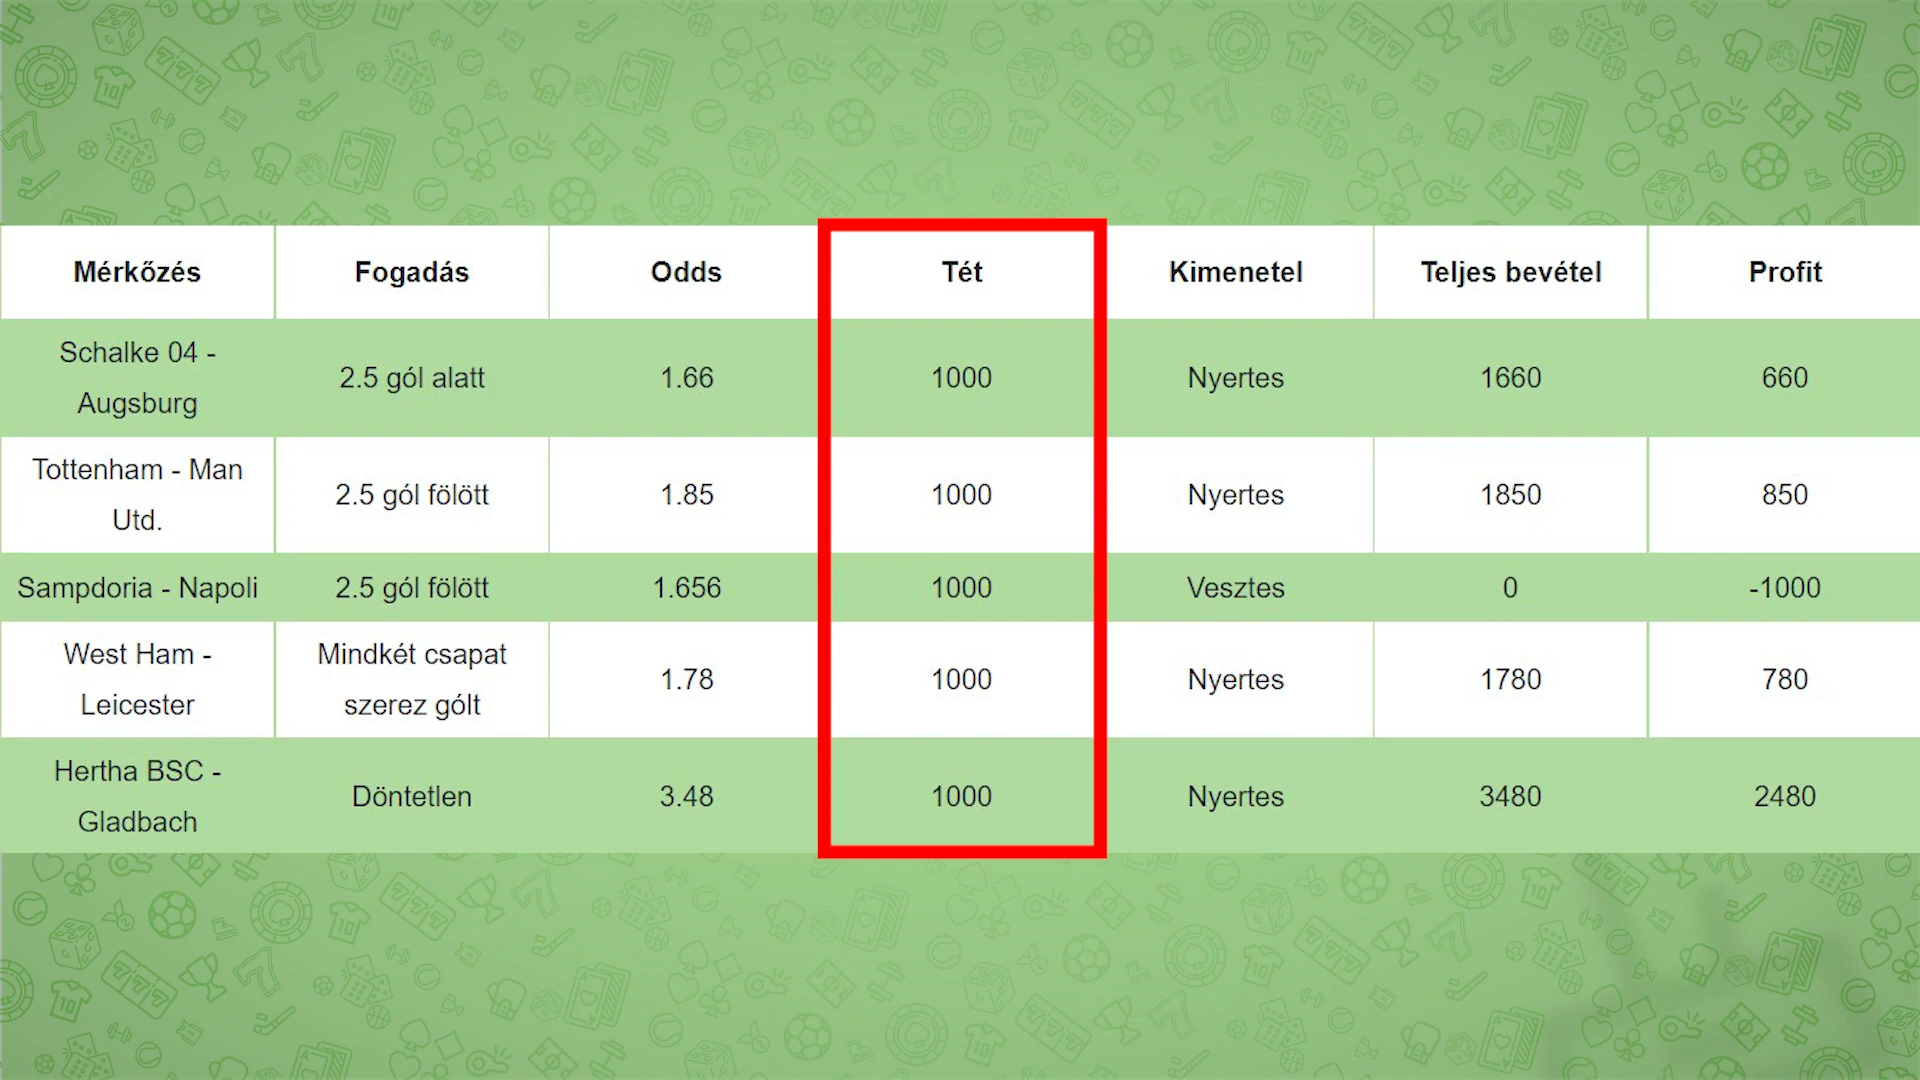 Mérkőzés Fogadás Odds Tét Kimenetel Teljes bevétel Profit
Schalke 04 -
Augsburg
2.5 gól alatt 1.66 1000 Nyertes 1660 660
Tottenham - Man
Utd.
2.5 gól fölött 1.85 1000 Nyertes 1850 850
Sampdoria - Napoli 2.5 gól fölött 1.656 1000 Vesztes 0 -1000
West Ham -
Leicester
Mindkét csapat
szerez gólt
1.78 1000 Nyertes 1780 780
Hertha BSC -
Gladbach
Döntetlen 3.48 1000 Nyertes 3480 2480